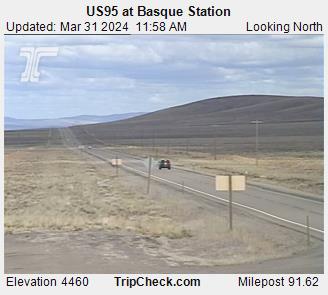 US95 at Basque Station
Updated: Mar 31 2024 11:58 AM
Looking North
Elevation 4460
TripCheck.com
Milepost 91.62